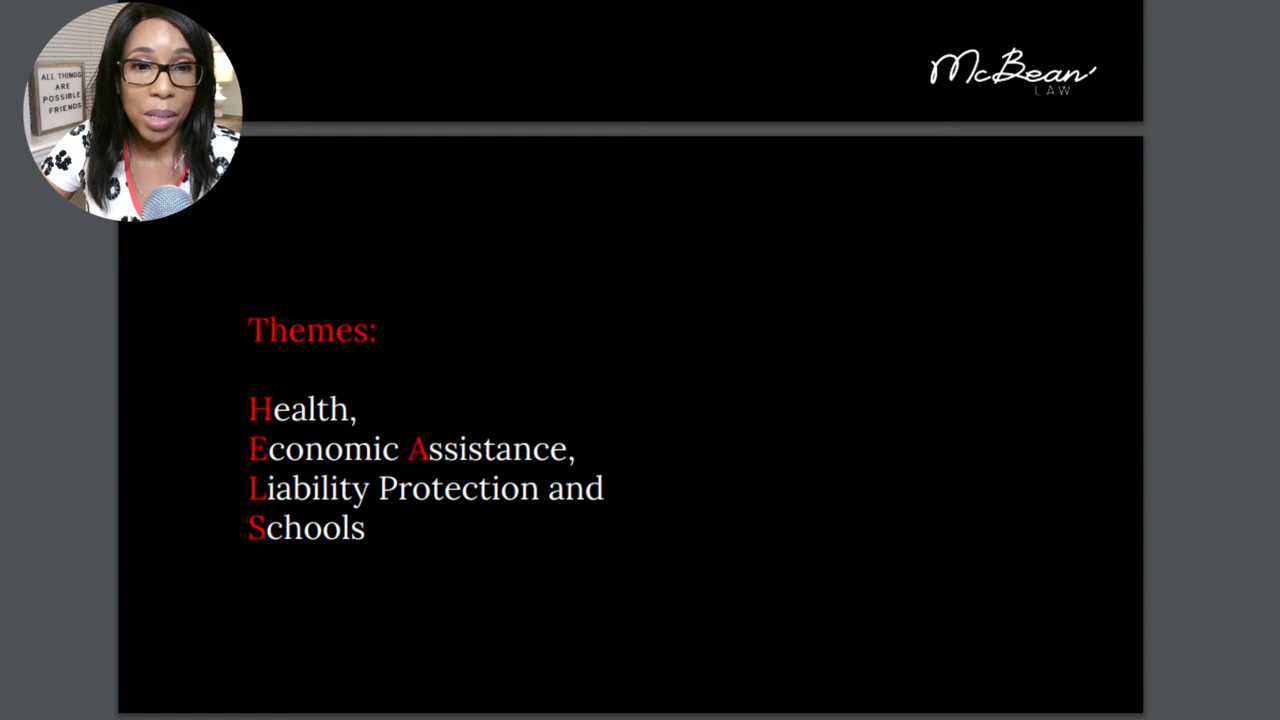 ALL THINGS
ARE
POSSIBLE
FRIENDS
McBean
LAW
Themes:
Health,
Economic Assistance,
Liability Protection and
Schools